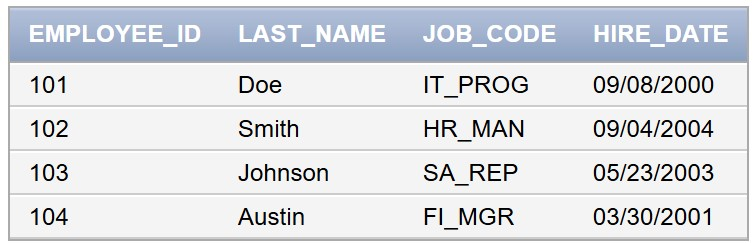 EMPLOYEE_ID LAST_NAME JOB_CODE HIRE_DATE
101 Doe IT_PROG 09/08/2000
102 Smith HR_MAN 09/04/2004
103 Johnson SA_REP 05/23/2003
104 Austin FI_MGR 03/30/2001